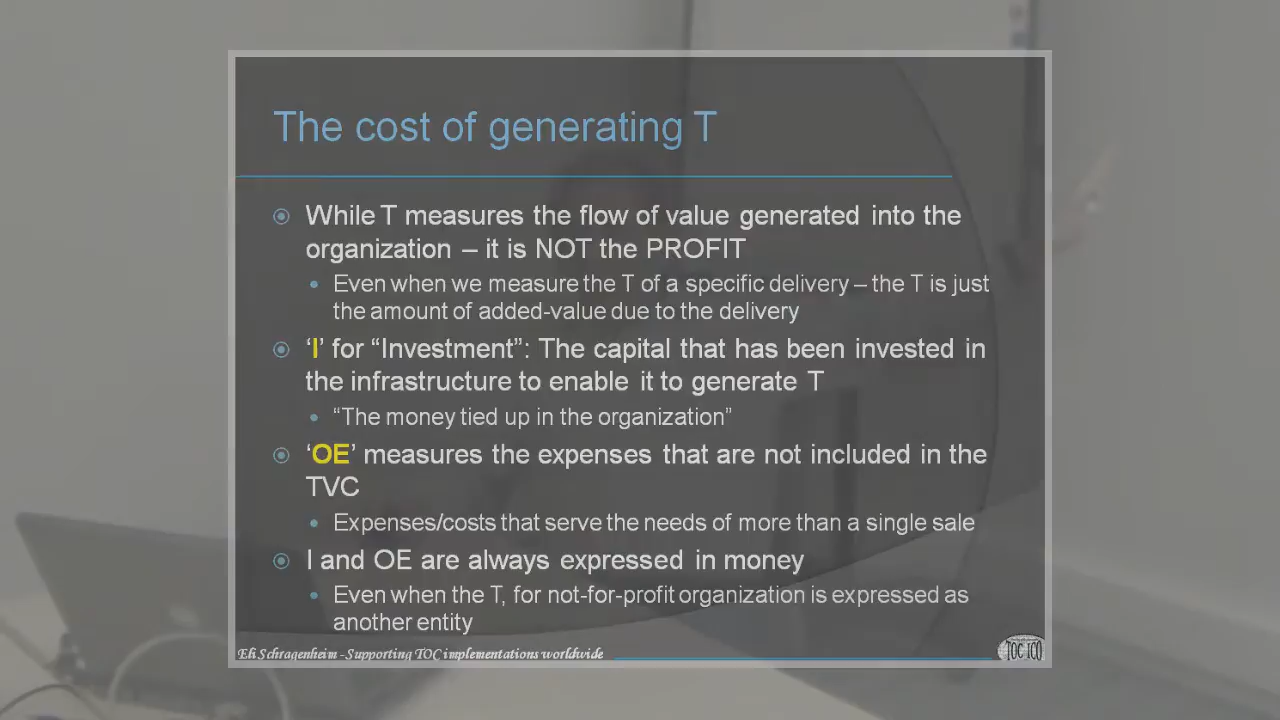 The cost of generating T
While T measures the flow of value generated into the
organization – it is NOT the PROFIT
Even when we measure the T of a specific delivery – the T is just
the amount of added-value due to the delivery
‘I’ for “Investment”: The capital that has been invested in
the infrastructure to enable it to generate T
“The money tied up in the organization”
‘OE’ measures the expenses that are not included in the
TVC
Expenses/costs that serve the needs of more than a single sale
I and OE are always expressed in money
Even when the T, for not-for-profit organization is expressed as
another entity
Eli Schragenheim -Supporting TOC implementations worldwide
TOC TCO